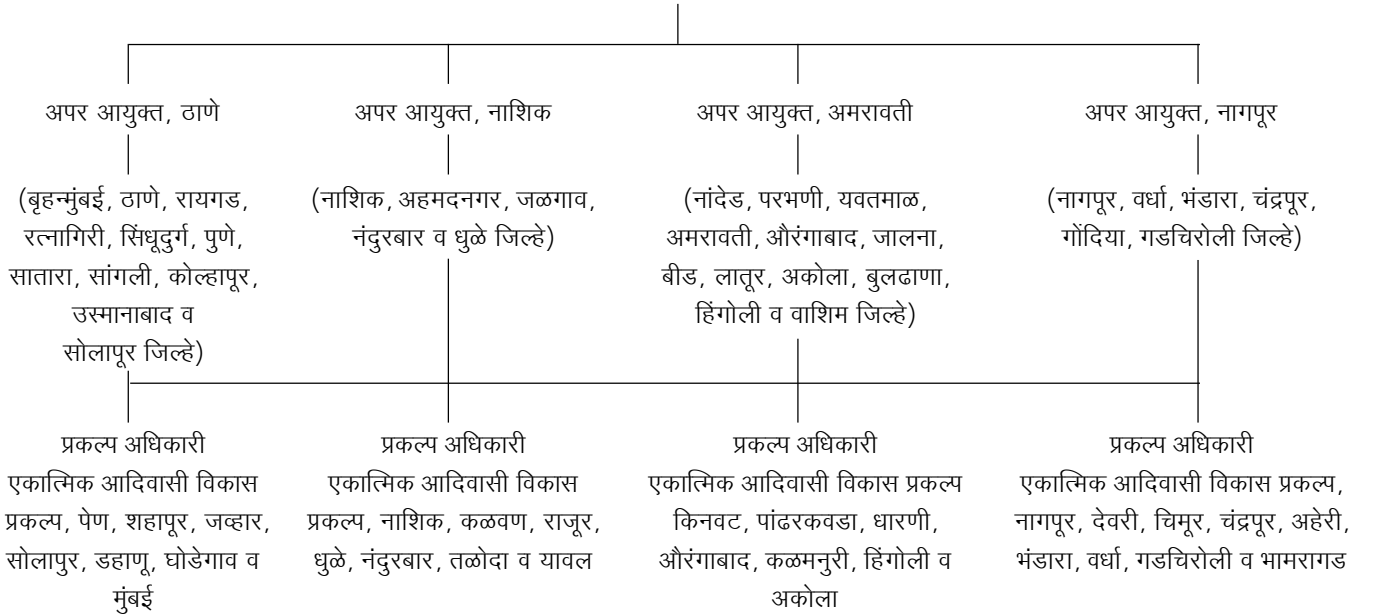 अपर आयुक्त, ठाणे
अपर आयुक्त, नाशिक
अपर आयुक्त, अमरावती
अपर आयुक्त, नागपूर
(बृहन्मुंबई, ठाणे, रायगड,
रत्नागिरी, सिंधूदुर्ग, पुणे,
सातारा, सांगली, कोल्हापूर,
उस्मानाबाद व
सोलापूर जिल्हे)
(नाशिक, अहमदनगर, जळगाव,
नंदुरबार व धुळे जिल्हे)
(नांदेड, परभणी, यवतमाळ,
अमरावती, औरंगाबाद, जालना,
बीड, लातूर, अकोला, बुलढाणा,
हिंगोली व वाशिम जिल्हे)
(नागपूर, वर्धा, भंडारा, चंद्रपूर,
गोंदिया, गडचिरोली जिल्हे)
प्रकल्प अधिकारी
एकात्मिक आदिवासी विकास
प्रकल्प, पेण, शहापूर, जव्हार,
सोलापुर, डहाणू, घोडेगाव व
मुंबई
प्रकल्प अधिकारी
एकात्मिक आदिवासी विकास
प्रकल्प, नाशिक, कळवण, राजूर,
धुळे, नंदुरबार, तळोदा व यावल
प्रकल्प अधिकारी
एकात्मिक आदिवासी विकास प्रकल्प
किनवट, पांढरकवडा, धारणी,
औरंगाबाद, कळमनुरी, हिंगोली व
अकोला
प्रकल्प अधिकारी
एकात्मिक आदिवासी विकास प्रकल्प,
नागपूर, देवरी, चिमूर, चंद्रपूर, अहेरी,
भंडारा, वर्धा, गडचिरोली व भामरागड